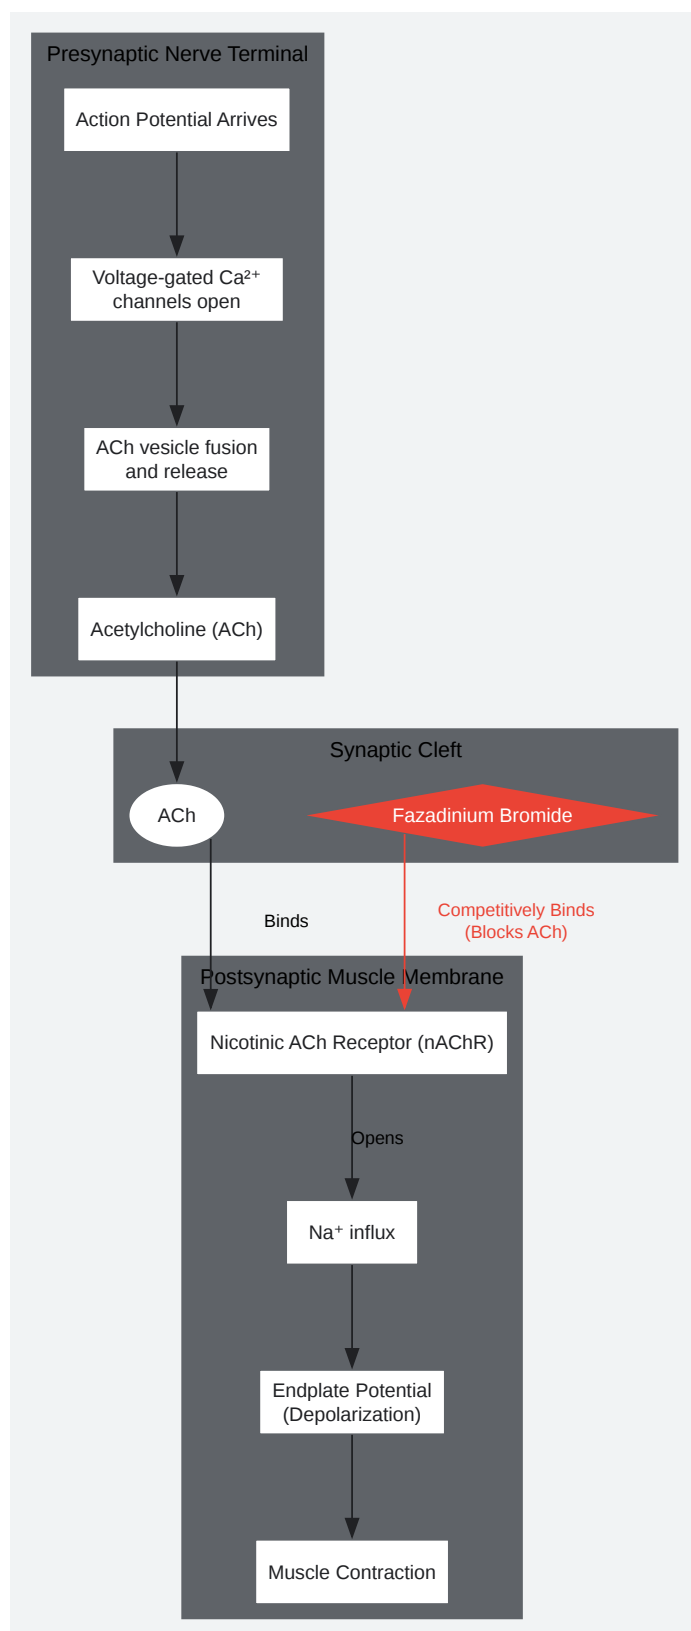 Presynaptic Nerve Terminal
Action Potential Arrives
Voltage-gated Ca²⁺
channels open
ACh vesicle fusion
and release
Acetylcholine (ACh)
Synaptic Cleft
ACh
Fazadinium Bromide
Binds
Competitively Binds
(Blocks ACh)
Postsynaptic Muscle Membrane
Nicotinic ACh Receptor (nAChR)
Opens
Na⁺ influx
Endplate Potential
(Depolarization)
Muscle Contraction